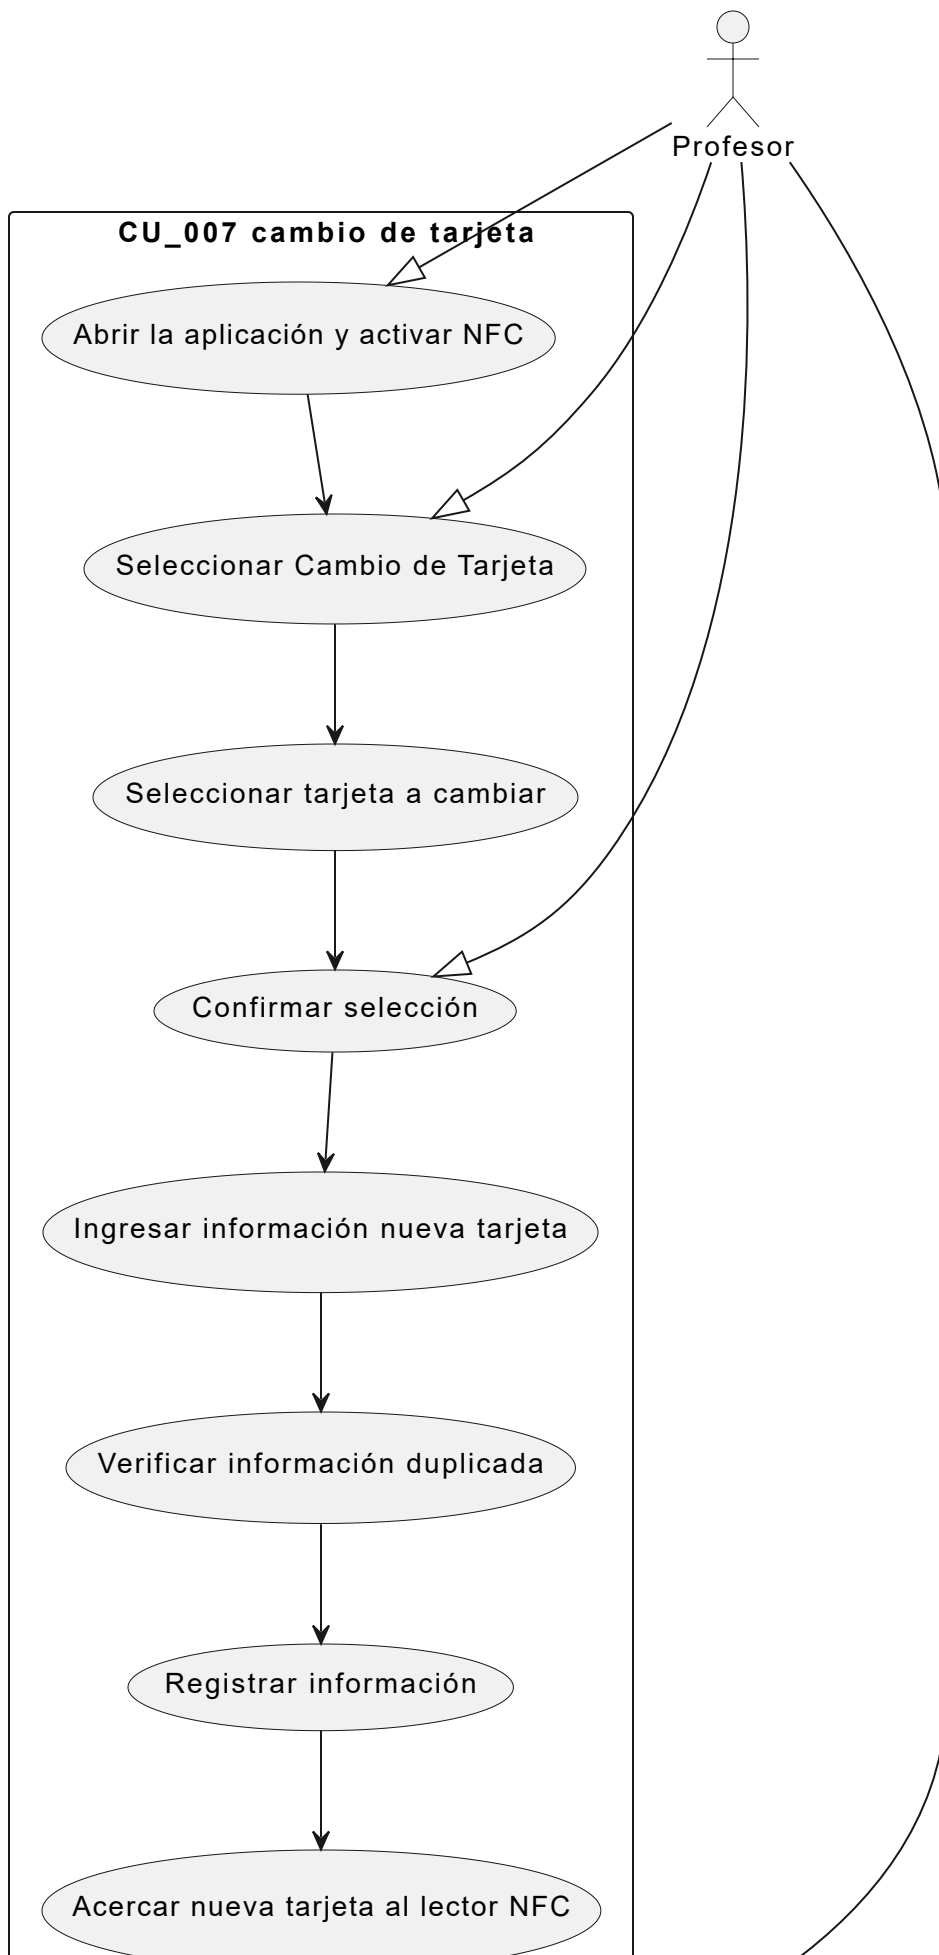 Profesor
CU_007 cambio de tarjeta
Abrir la aplicación y activar NFC
Seleccionar Cambio de Tarjeta
Seleccionar tarjeta a cambiar
Confirmar selección
Ingresar información nueva tarjeta
Verificar información duplicada
Registrar información
Acercar nueva tarjeta al lector NFC